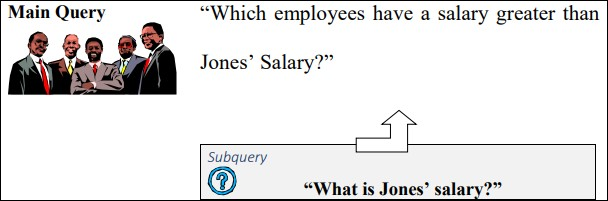 Main Query
“Which employees have a salary greater than
Jones’ Salary?”
Subquery
?
“What is Jones’ salary?”